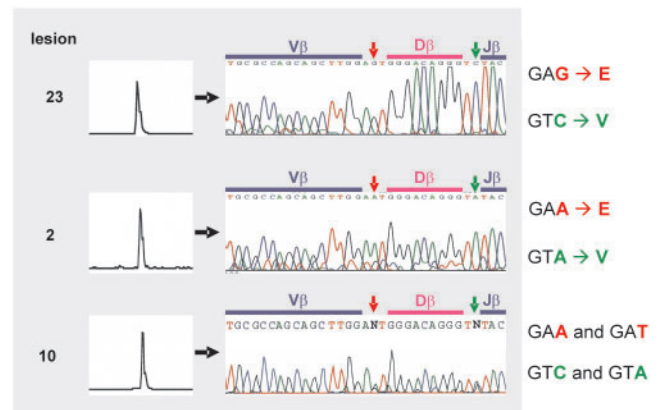 lesion
Vβ Dβ Jβ
TGCGCCAGCAGCTTGGAGTGGGACAGGGTCTAC
23
GAG → E
GTC → V
Vβ Dβ Jβ
TGCGCCAGCAGCTTGGAATGGGACAGGGTATAC
2
GAA → E
GTA → V
Vβ Dβ Jβ
TGCGCCAGCAGCTTGGANTGGGACAGGGTNTAC
10
GAA and GAT
GTC and GTA